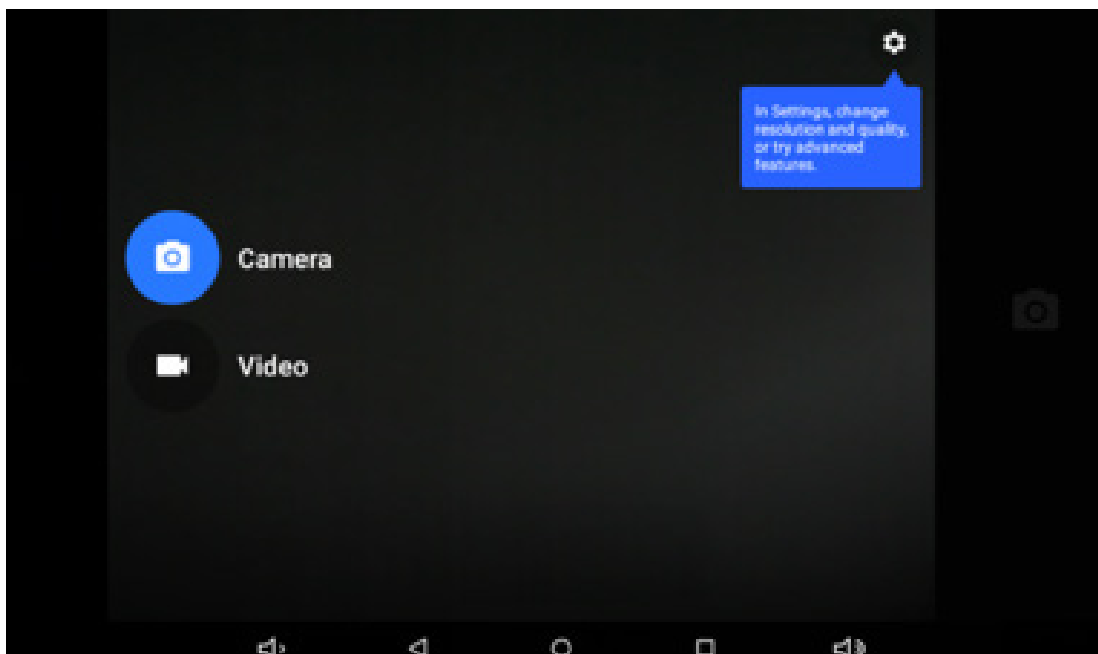 In Settings, change
resolution and quality,
or try advanced
features.
Camera
Video